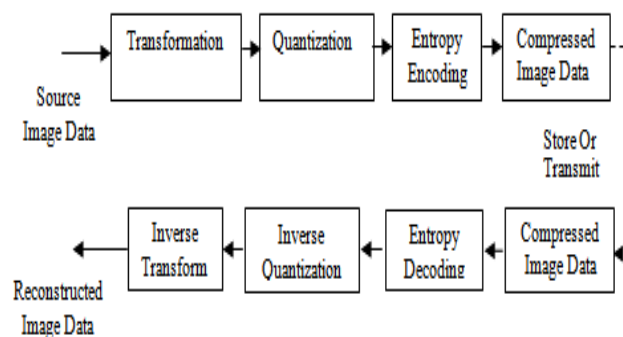 Transformation
Quantization
Entropy
Encoding
Compressed
Image Data
Source
Image Data
Store Or
Transmit
Inverse
Transform
Inverse
Quantization
Entropy
Decoding
Compressed
Image Data
Reconstructed
Image Data